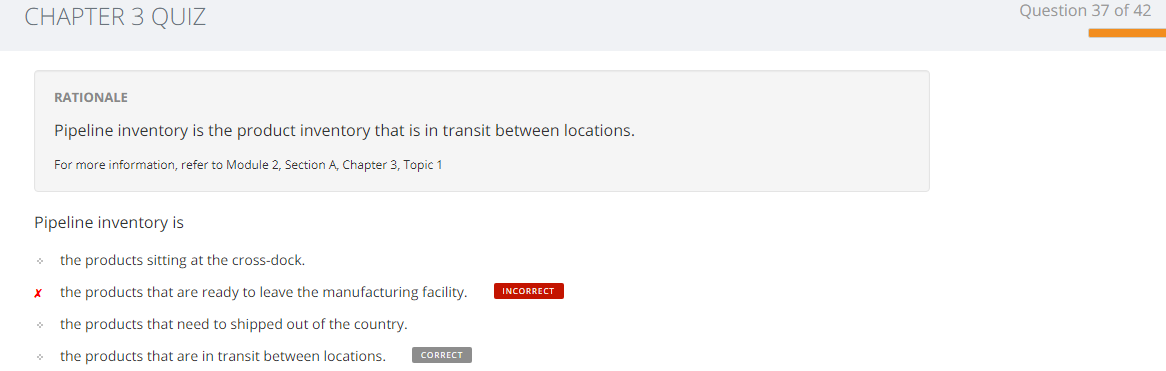 CHAPTER 3 QUIZ
Question 37 of 42
RATIONALE
Pipeline inventory is the product inventory that is in transit between locations.
For more information, refer to Module 2, Section A, Chapter 3, Topic 1
Pipeline inventory is
the products sitting at the cross-dock.
✗ the products that are ready to leave the manufacturing facility. INCORRECT
the products that need to shipped out of the country.
the products that are in transit between locations. CORRECT